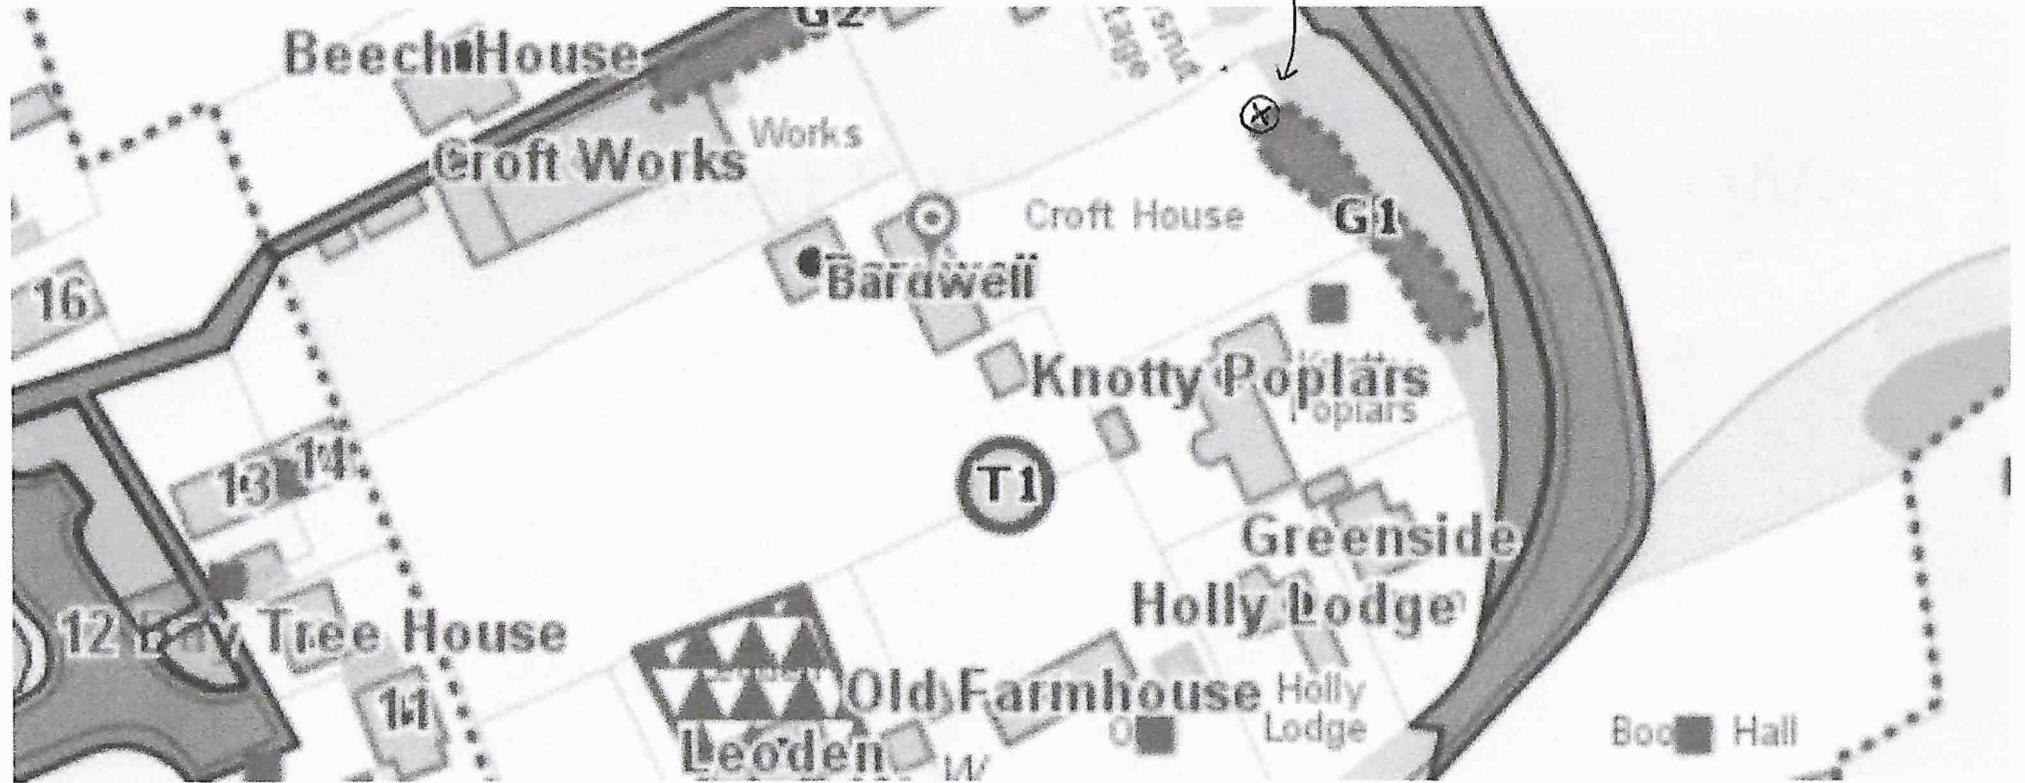 G2
Beech House
Works
Croft Works
G1
Croft House
16
Bardwell
Knotty Poplars
Poplars
13 14
T1
Greenside
Holly Lodge
12 Bay Tree House
11
Old Farmhouse
Holly
Lodge
Hall
Leoden
W